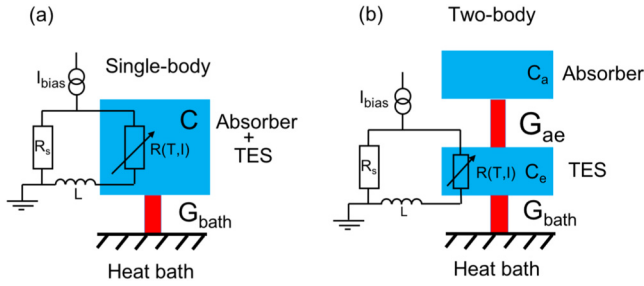 (a)
Single-body
I_bias
C
Absorber
+
TES
R_s
R(T,I)
L
G_bath
Heat bath
(b)
Two-body
C_a
Absorber
I_bias
G_ae
R_s
R(T,I)
C_e
TES
L
G_bath
Heat bath